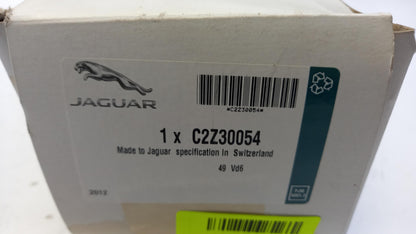 JAGUAR
*C2Z30054*
1 x C2Z30054
Made to Jaguar specification in Switzerland
49 Vd6
2012